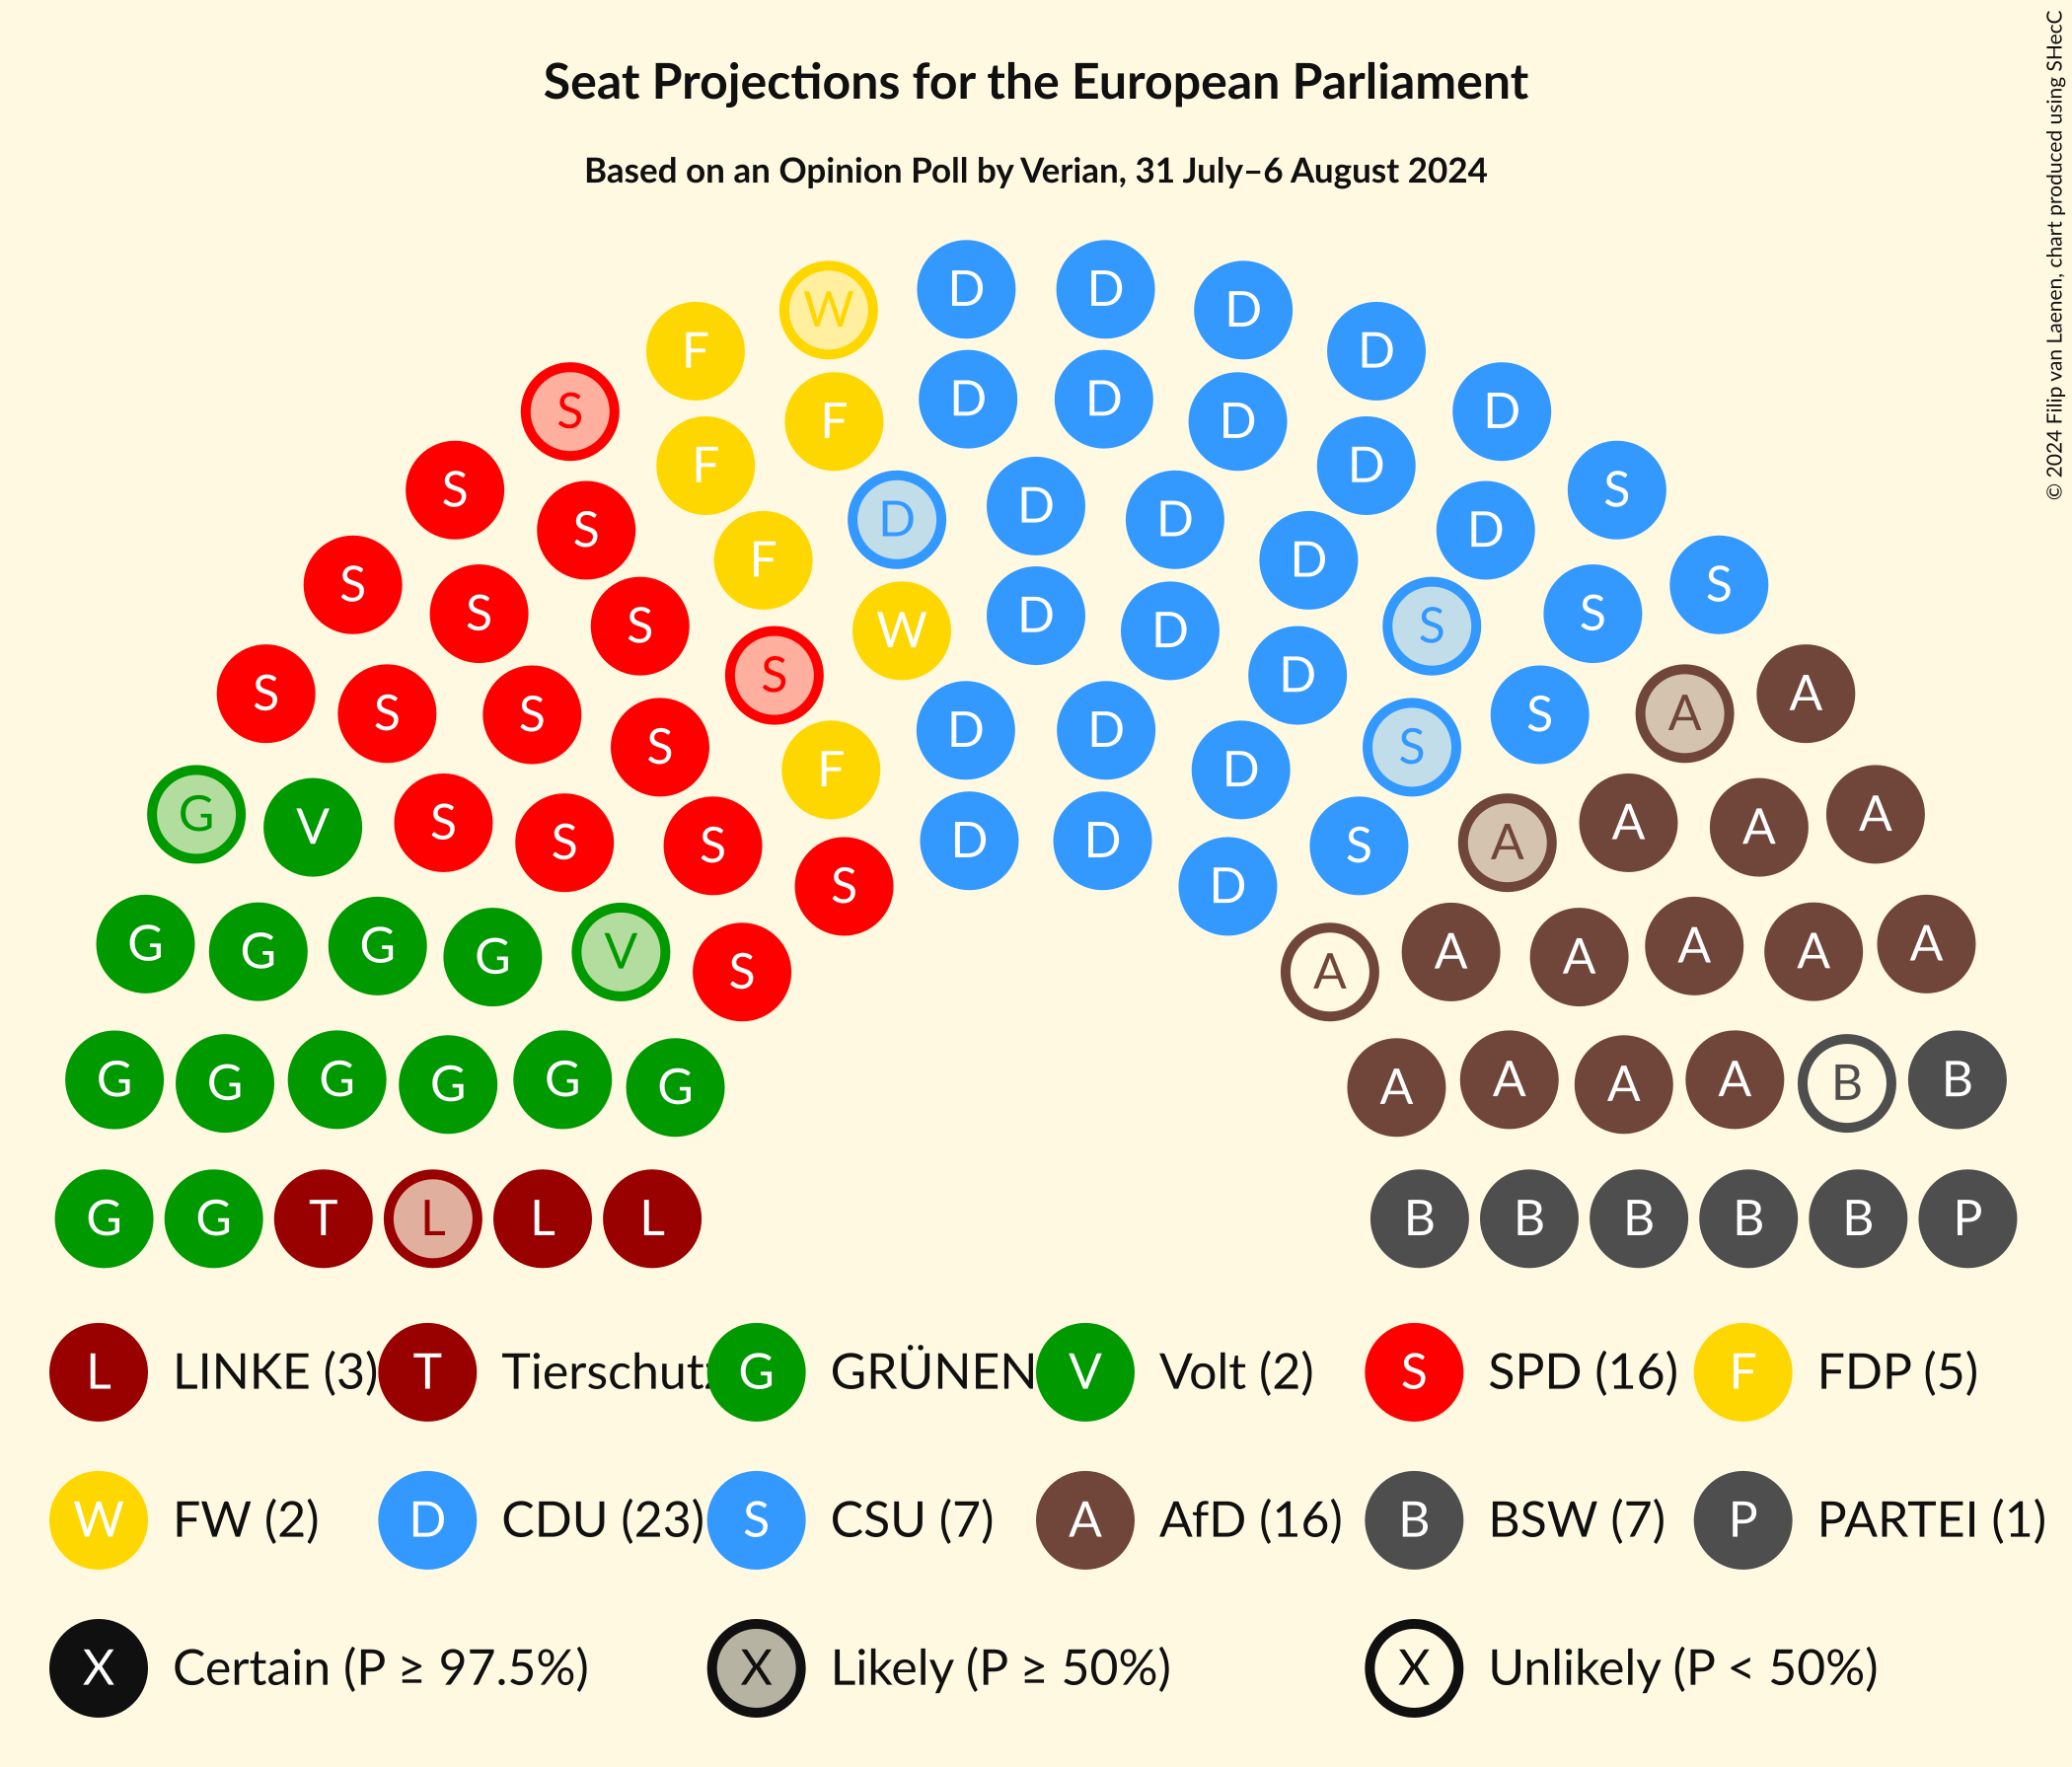 Seat Projections for the European Parliament
Based on an Opinion Poll by Verian, 31 July–6 August 2024
© 2024 Filip van Laenen, chart produced using SHecC
D D
W D
F D
D D
S F D D
F D
S D D S
S F D D
S D S S
S S D D S
S S W D S
S S D A A
S S F D D D S
G V S S S S D D D S A A A A
G G G G V S A A A A A A
G G G G G G A A A A B B
G G T L L L B B B B B P
L LINKE (3) T Tierschutz G GRÜNEN V Volt (2) S SPD (16) F FDP (5)
W FW (2) D CDU (23) S CSU (7) A AfD (16) B BSW (7) P PARTEI (1)
X Certain (P ≥ 97.5%) X Likely (P ≥ 50%) X Unlikely (P < 50%)